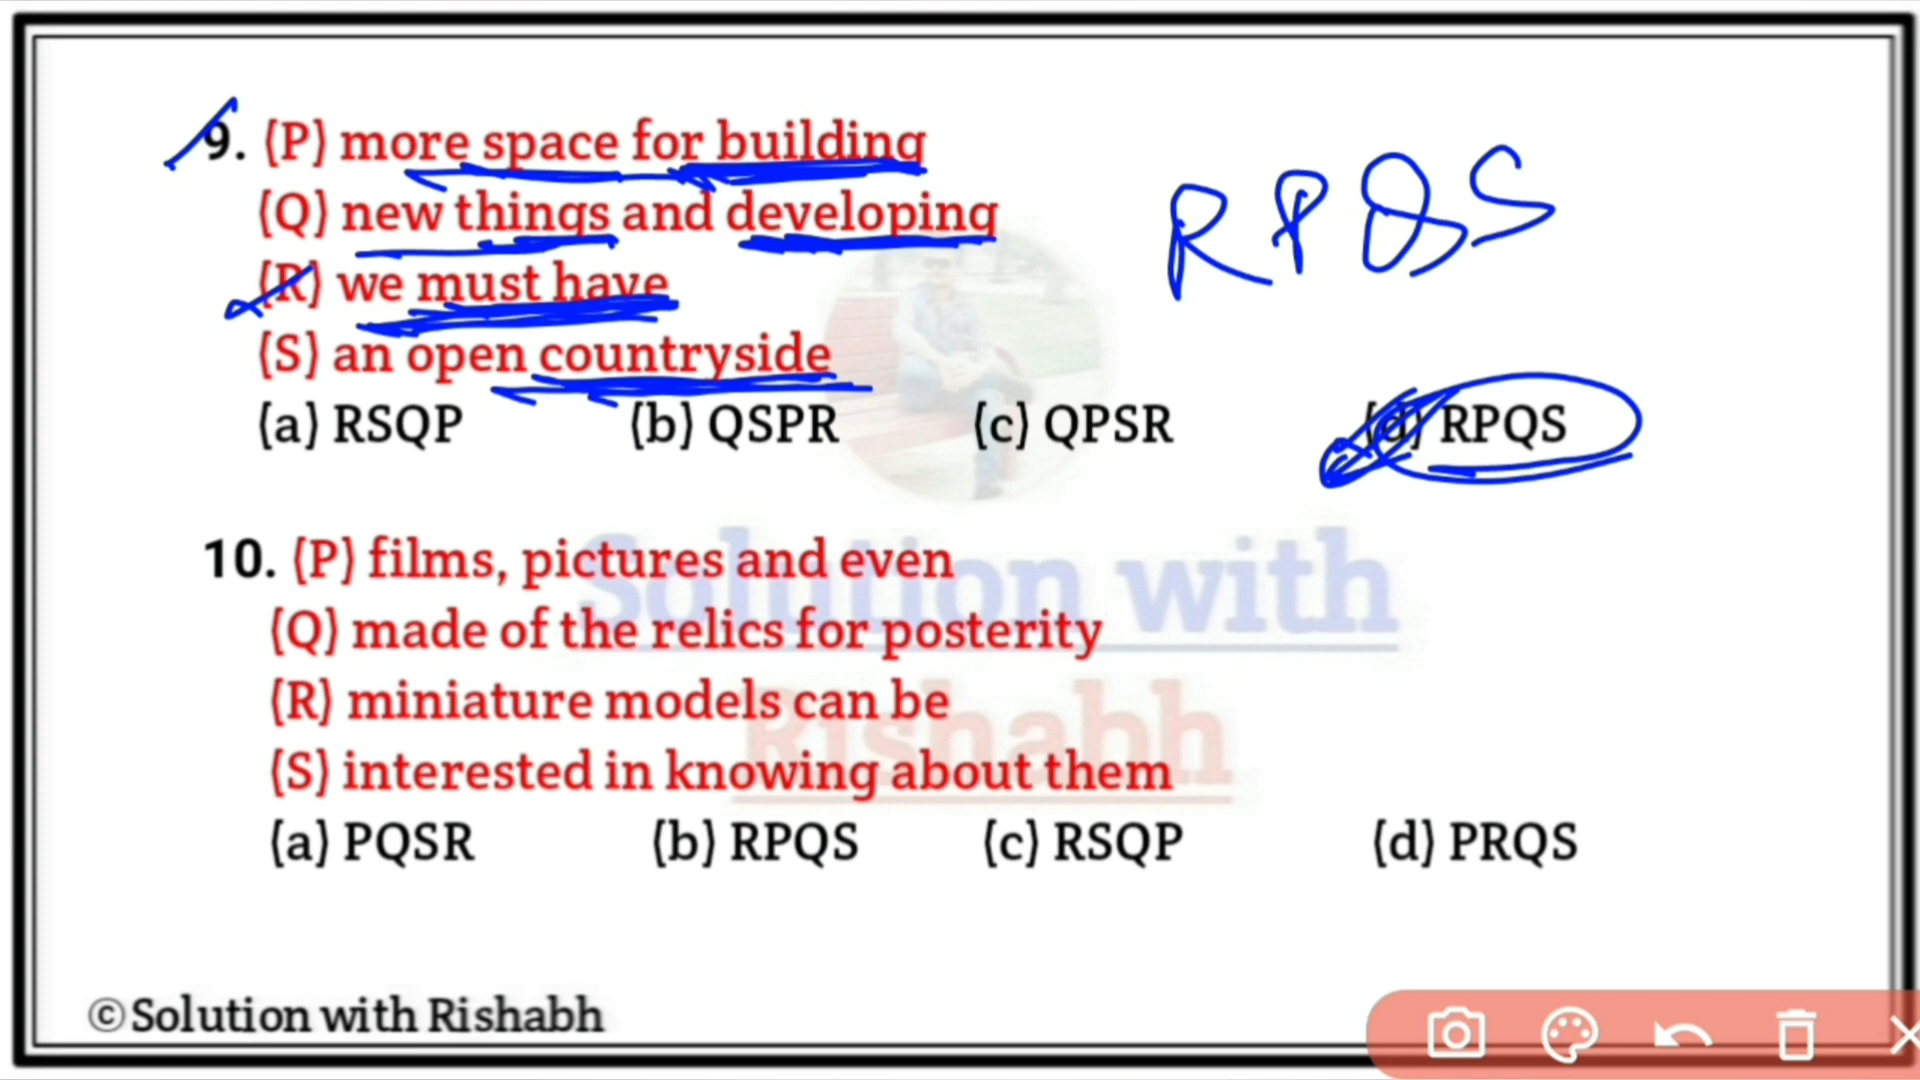 9. (P) more space for building
(Q) new things and developing
(R) we must have
(S) an open countryside
(a) RSQP (b) QSPR (c) QPSR (d) RPQS
RPQS
10. (P) films, pictures and even
(Q) made of the relics for posterity
(R) miniature models can be
(S) interested in knowing about them
(a) PQSR (b) RPQS (c) RSQP (d) PRQS
Solution with
Rishabh
©Solution with Rishabh